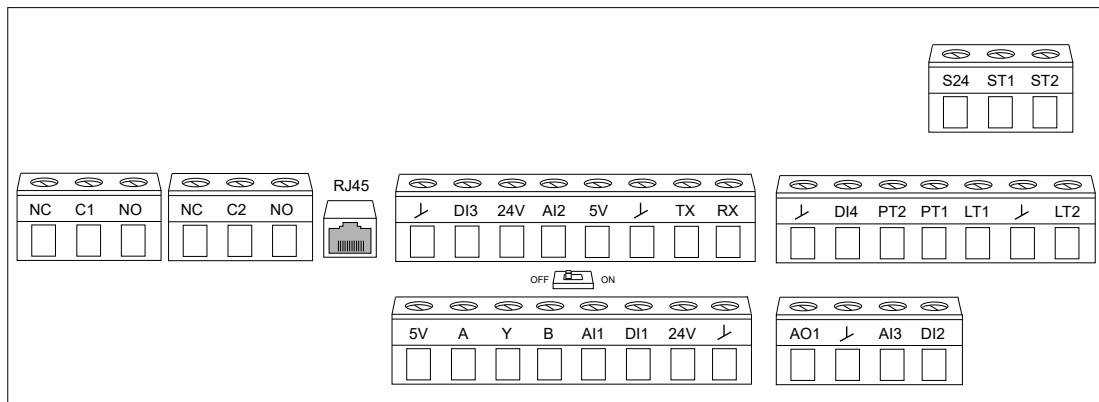 S24 ST1 ST2
RJ45
NC C1 NO NC C2 NO DI3 24V AI2 5V TX RX DI4 PT2 PT1 LT1 LT2
OFF ON
5V A Y B AI1 DI1 24V AO1 AI3 DI2